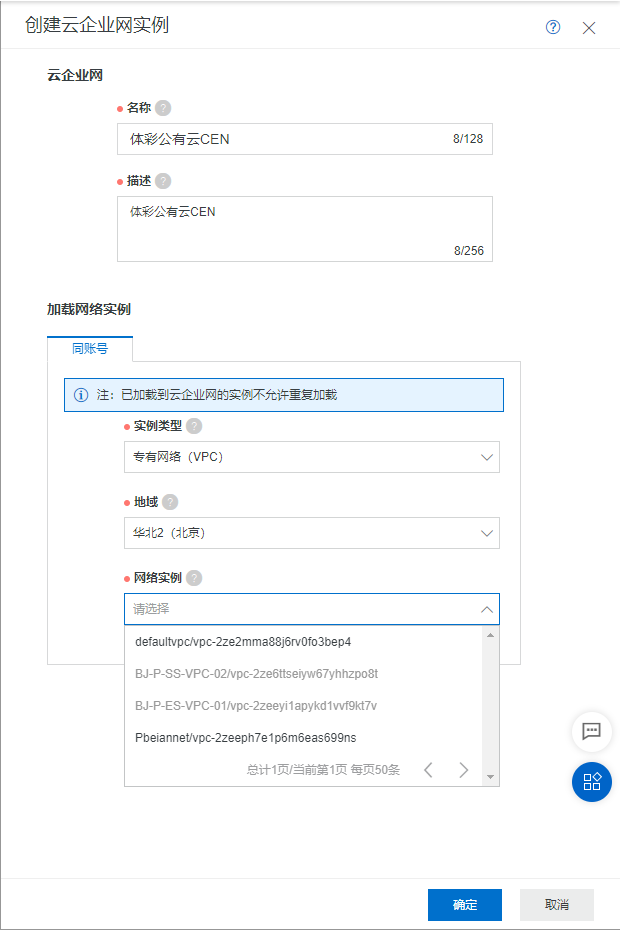 创建云企业网实例
云企业网
名称
体彩公有云CEN 8/128
描述
体彩公有云CEN
8/256
加载网络实例
同账号
注：已加载到云企业网的实例不允许重复加载
实例类型
专有网络（VPC）
地域
华北2（北京）
网络实例
请选择
defaultvpc/vpc-2ze2mma88j6rv0fo3bep4
BJ-P-SS-VPC-02/vpc-2ze6ttseiyw67yhhzpo8t
BJ-P-ES-VPC-01/vpc-2zeeyi1apykd1vvf9kt7v
Pbeiannet/vpc-2zeeph7e1p6m6eas699ns
总计1页/当前第1页 每页50条
确定 取消